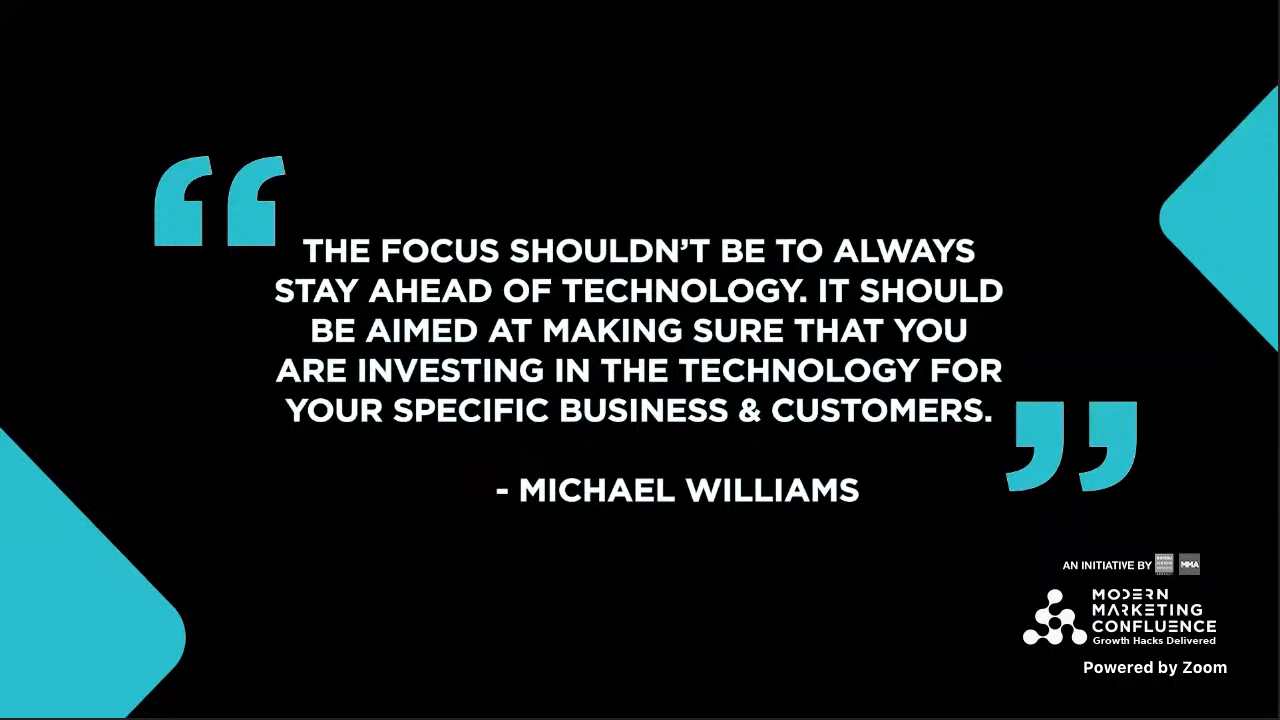 THE FOCUS SHOULDN'T BE TO ALWAYS
STAY AHEAD OF TECHNOLOGY. IT SHOULD
BE AIMED AT MAKING SURE THAT YOU
ARE INVESTING IN THE TECHNOLOGY FOR
YOUR SPECIFIC BUSINESS & CUSTOMERS.
- MICHAEL WILLIAMS
AN INITIATIVE BY
MMA
MODERN
MARKETING
CONFLUENCE
Growth Hacks Delivered
Powered by Zoom